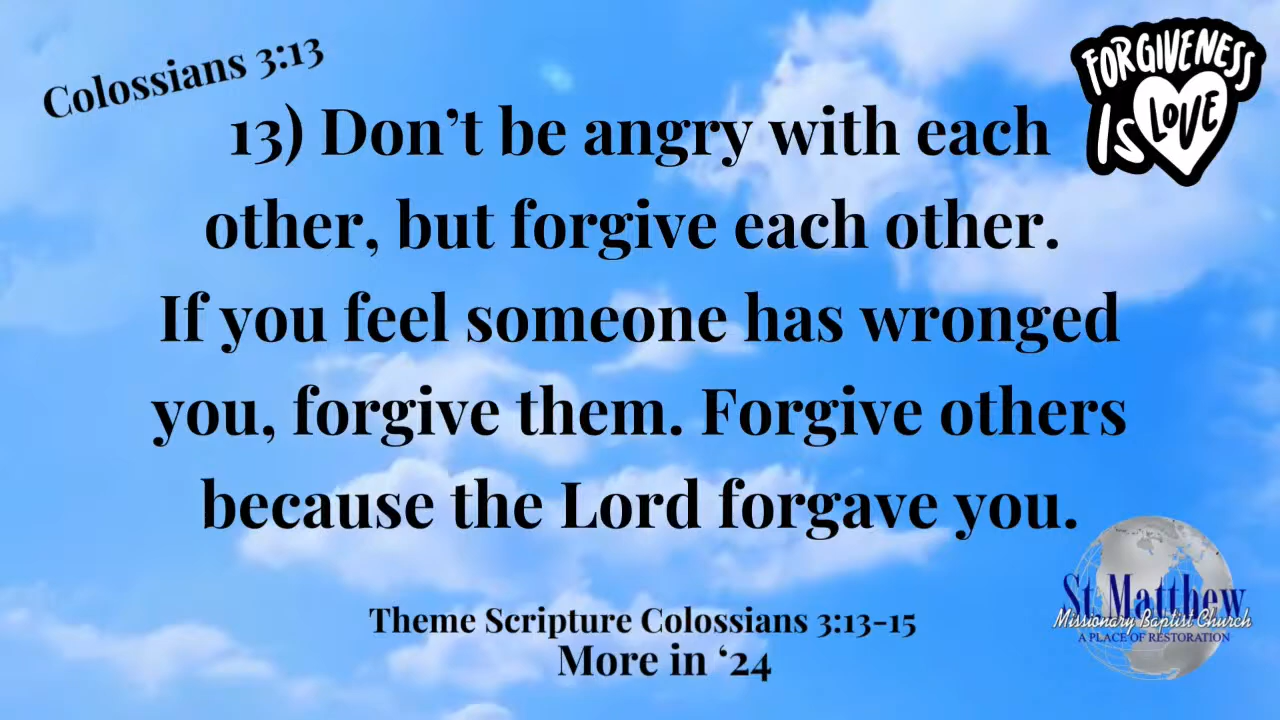 Colossians 3:13
FORGIVENESS
IS LOVE
13) Don’t be angry with each
other, but forgive each other.
If you feel someone has wronged
you, forgive them. Forgive others
because the Lord forgave you.
Theme Scripture Colossians 3:13-15
More in ‘24
St. Matthew
Missionary Baptist Church
A PLACE OF RESTORATION